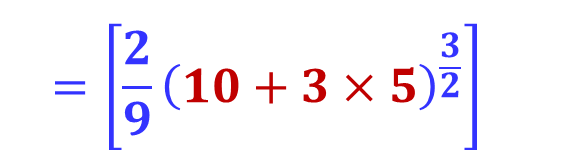 = [2/9 (10 + 3 × 5)^{3/2}]